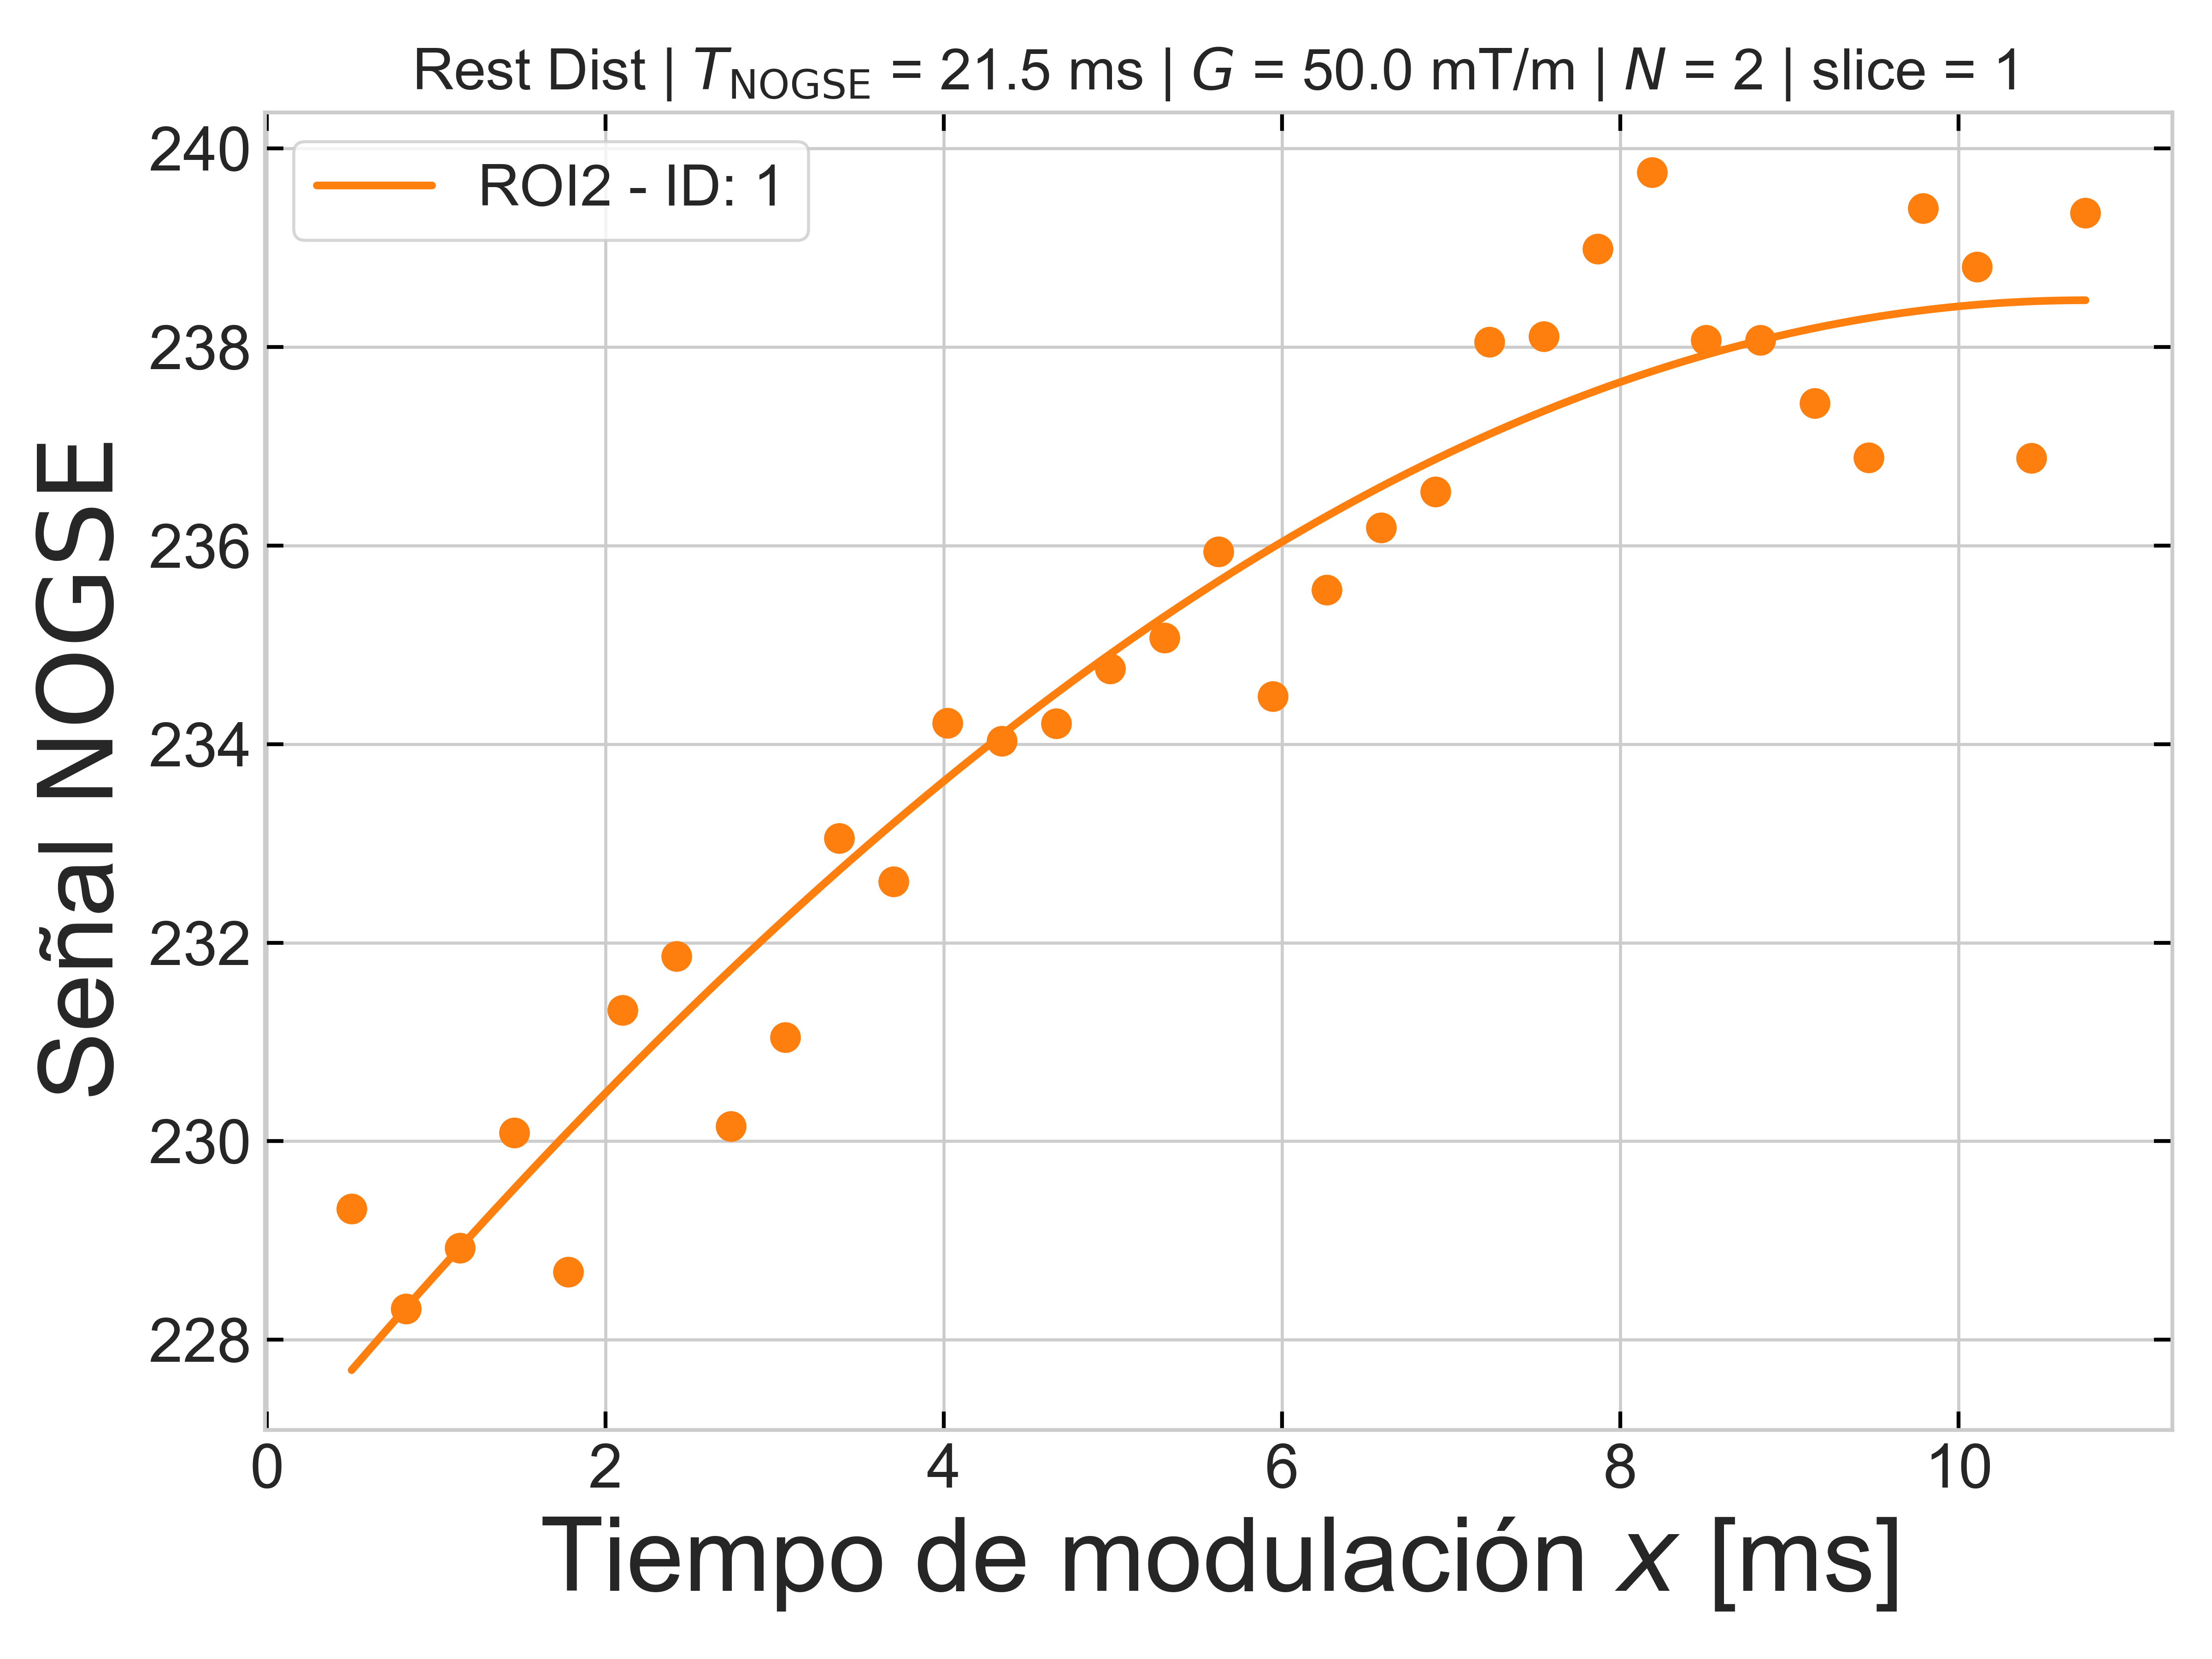 Rest Dist | T_NOGSE = 21.5 ms | G = 50.0 mT/m | N = 2 | slice = 1
ROI2 - ID: 1
240
238
236
234
232
230
228
Señal NOGSE
0 2 4 6 8 10
Tiempo de modulación x [ms]